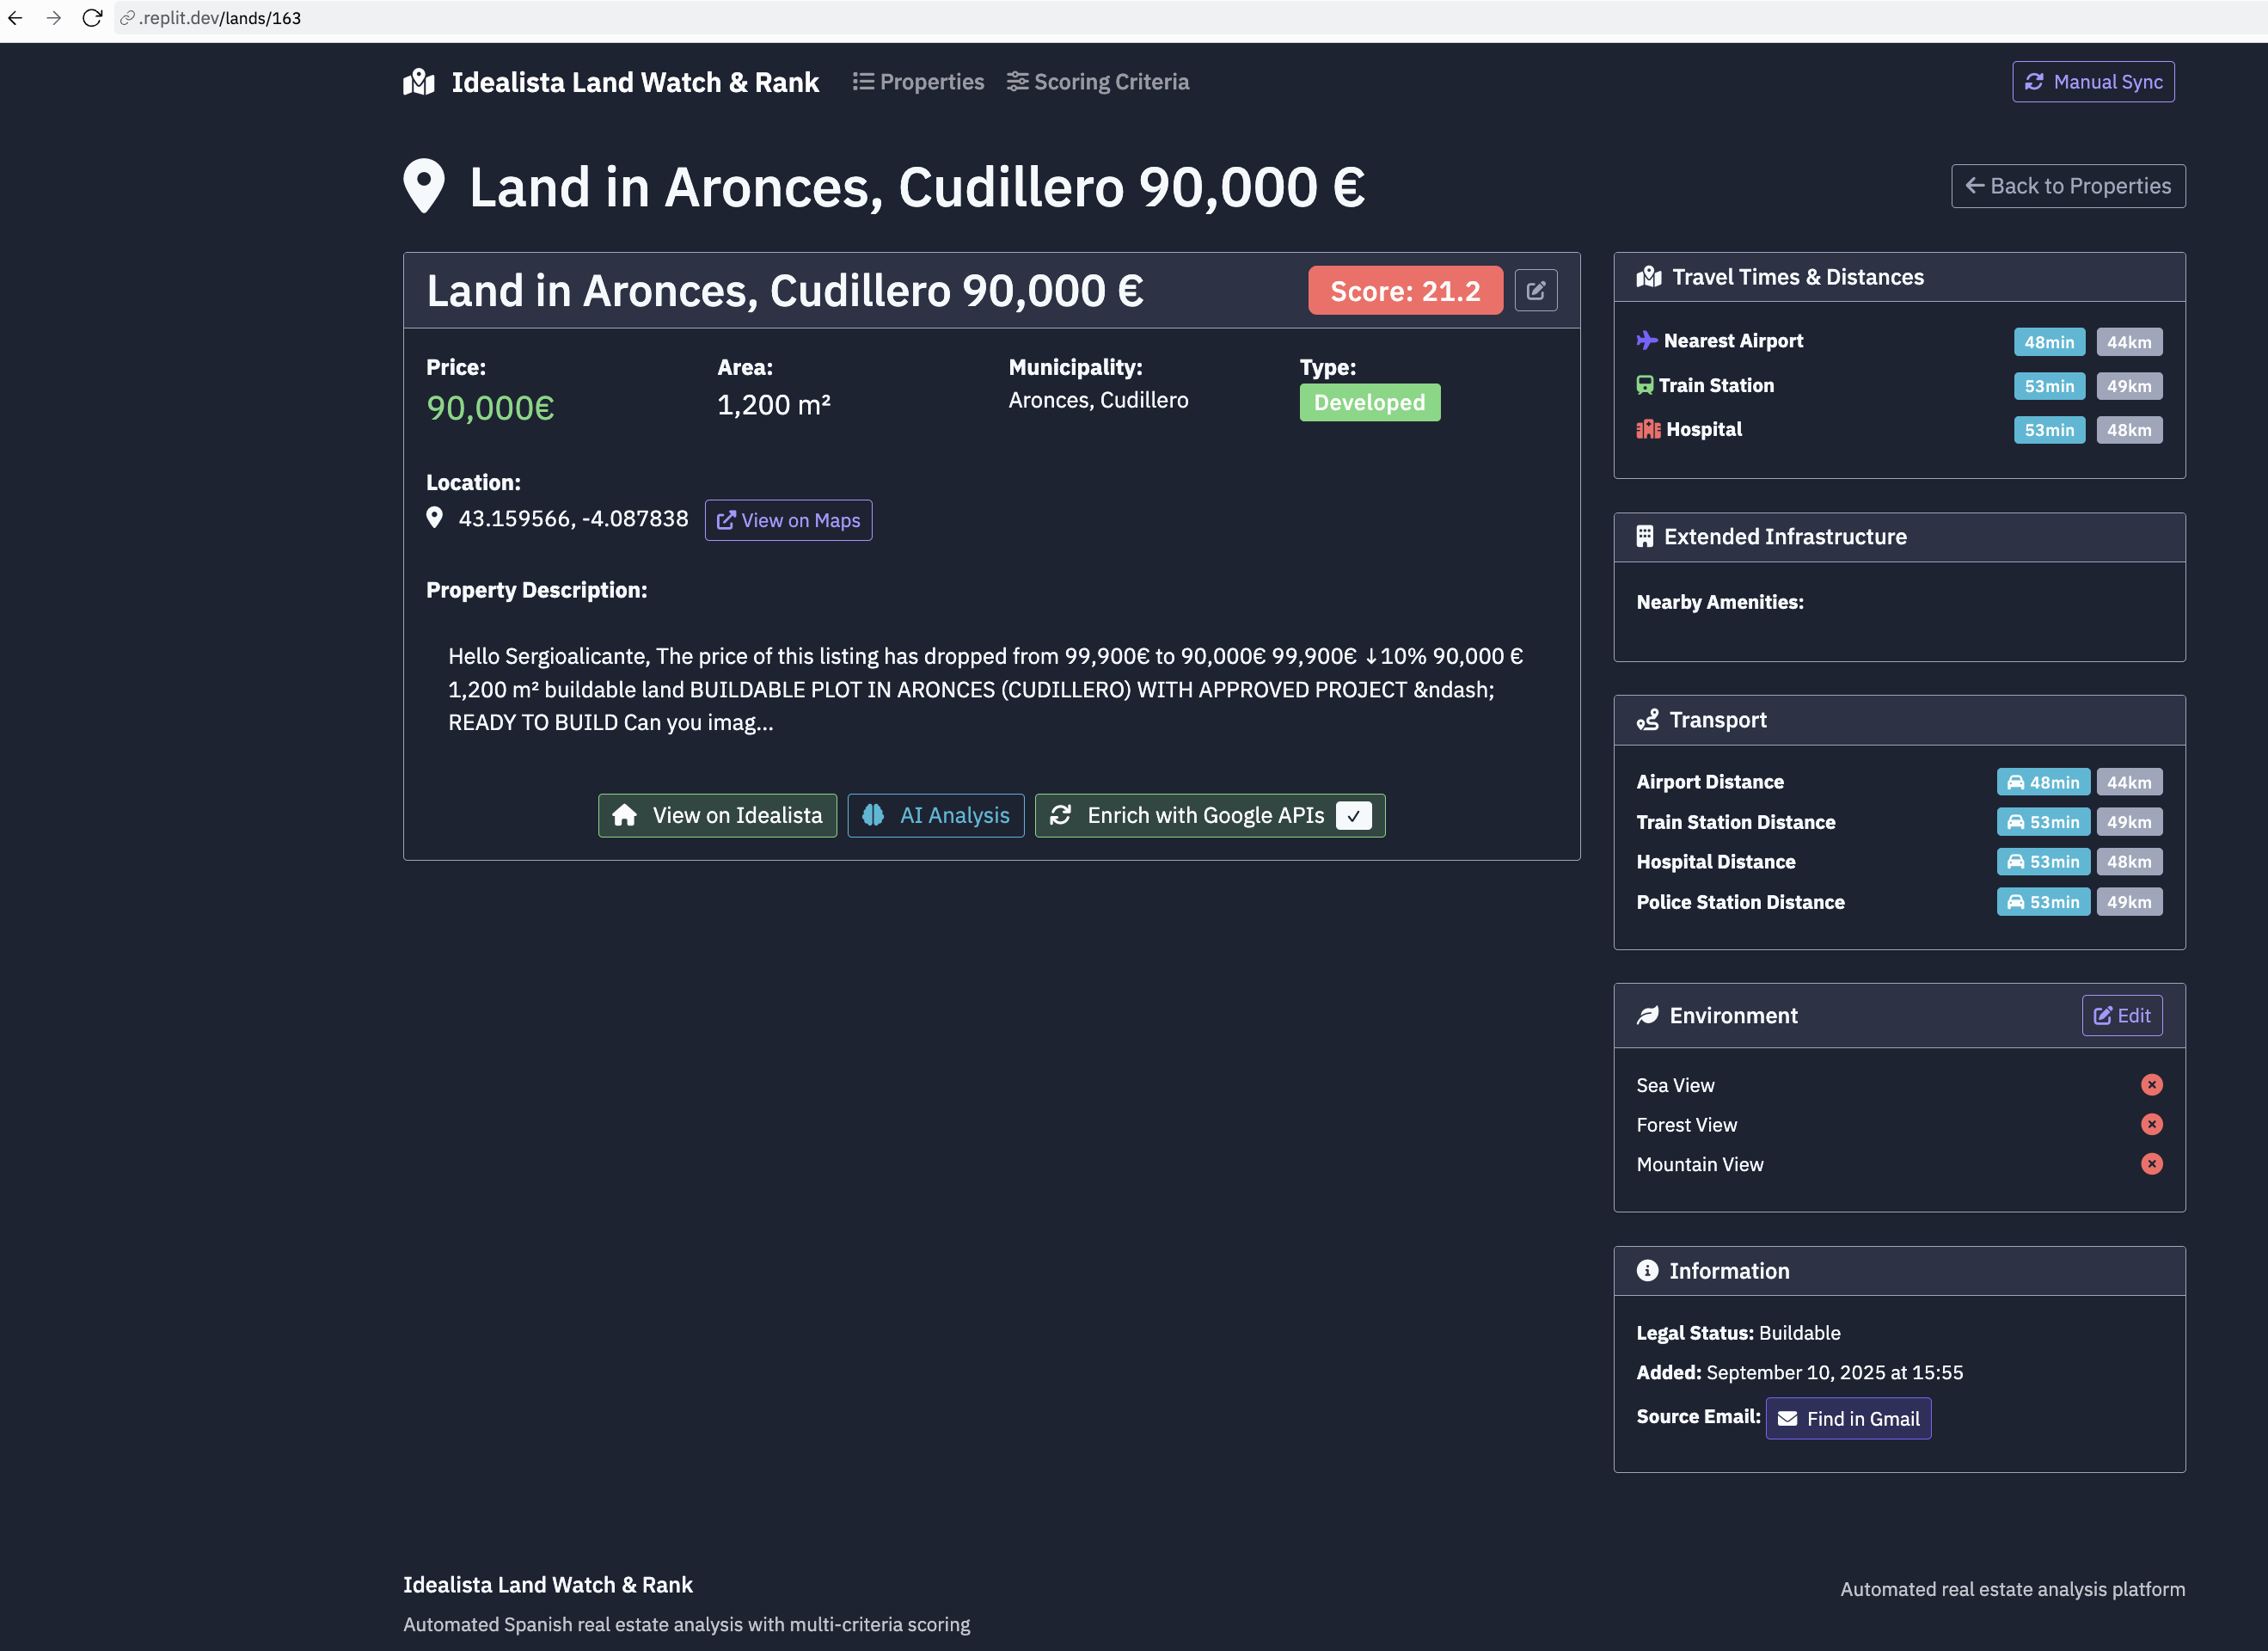 .replit.dev/lands/163
Idealista Land Watch & Rank
Properties
Scoring Criteria
Manual Sync
Land in Aronces, Cudillero 90,000 €
Back to Properties
Land in Aronces, Cudillero 90,000 €
Score: 21.2
Price:
90,000€
Area:
1,200 m²
Municipality:
Aronces, Cudillero
Type:
Developed
Location:
43.159566, -4.087838
View on Maps
Property Description:
Hello Sergioalicante, The price of this listing has dropped from 99,900€ to 90,000€ 99,900€ ↓10% 90,000 €
1,200 m² buildable land BUILDABLE PLOT IN ARONCES (CUDILLERO) WITH APPROVED PROJECT &ndash;
READY TO BUILD Can you imag...
View on Idealista
AI Analysis
Enrich with Google APIs
Travel Times & Distances
Nearest Airport 48min 44km
Train Station 53min 49km
Hospital 53min 48km
Extended Infrastructure
Nearby Amenities:
Transport
Airport Distance 48min 44km
Train Station Distance 53min 49km
Hospital Distance 53min 48km
Police Station Distance 53min 49km
Environment
Edit
Sea View
Forest View
Mountain View
Information
Legal Status: Buildable
Added: September 10, 2025 at 15:55
Source Email: Find in Gmail
Idealista Land Watch & Rank
Automated Spanish real estate analysis with multi-criteria scoring
Automated real estate analysis platform